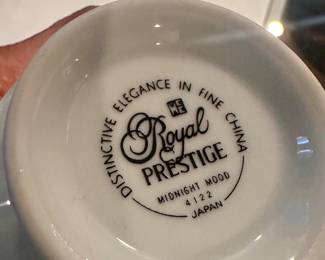 DISTINCTIVE ELEGANCE IN FINE CHINA
Royal
PRESTIGE
MIDNIGHT MOOD
4122
JAPAN